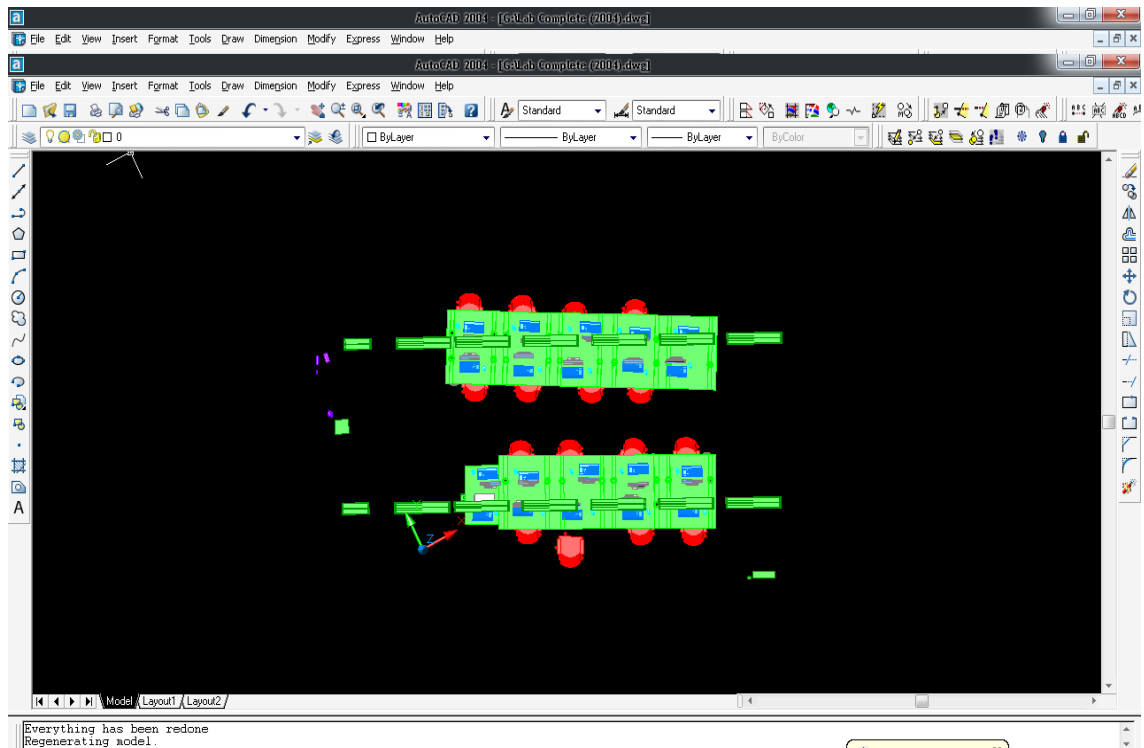 AutoCAD 2004 - [G:\Lab Complete (2004).dwg]
File Edit View Insert Format Tools Draw Dimension Modify Express Window Help
AutoCAD 2004 - [G:\Lab Complete (2004).dwg]
File Edit View Insert Format Tools Draw Dimension Modify Express Window Help
Standard Standard
0 ByLayer ByLayer ByLayer ByColor
Z
Model Layout1 Layout2
Everything has been redone
Regenerating model.